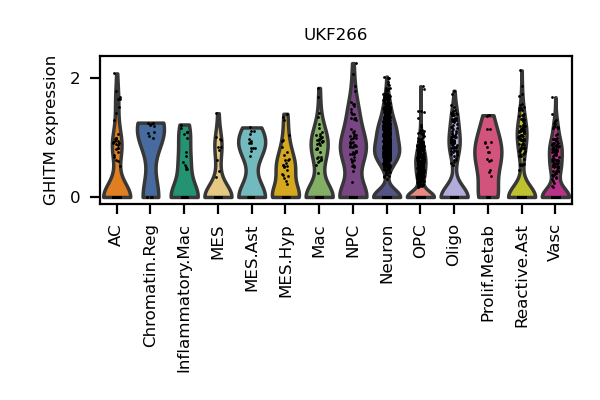 UKF266
GHITM expression
2
0
AC
Chromatin.Reg
Inflammatory.Mac
MES
MES.Ast
MES.Hyp
Mac
NPC
Neuron
OPC
Oligo
Prolif.Metab
Reactive.Ast
Vasc